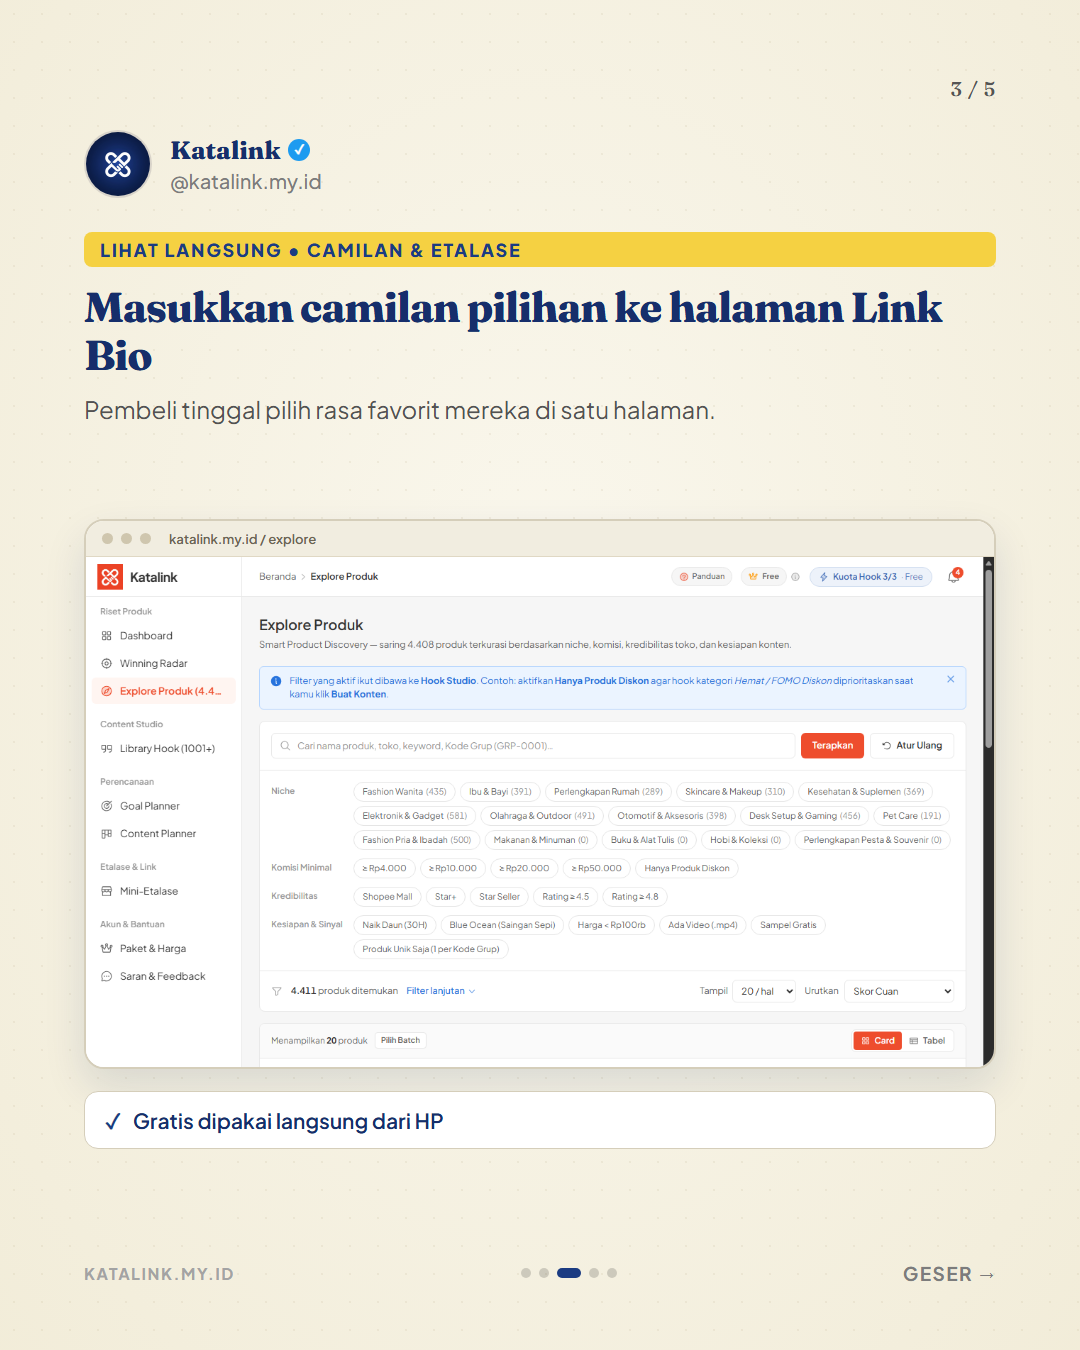 3 / 5
Katalink
@katalink.my.id
LIHAT LANGSUNG ● CAMILAN & ETALASE
Masukkan camilan pilihan ke halaman Link
Bio
Pembeli tinggal pilih rasa favorit mereka di satu halaman.
katalink.my.id / explore
Katalink
Beranda > Explore Produk
Panduan
Free
Kuota Hook 3/3 · Free
4
Riset Produk
Dashboard
Winning Radar
Explore Produk (4.4...
Content Studio
Library Hook (1001+)
Perencanaan
Goal Planner
Content Planner
Etalase & Link
Mini-Etalase
Akun & Bantuan
Paket & Harga
Saran & Feedback
Explore Produk
Smart Product Discovery — saring 4.408 produk terkurasi berdasarkan niche, komisi, kredibilitas toko, dan kesiapan konten.
Filter yang aktif ikut dibawa ke Hook Studio. Contoh: aktifkan Hanya Produk Diskon agar hook kategori Hemat / FOMO Diskon diprioritaskan saat
kamu klik Buat Konten.
Cari nama produk, toko, keyword, Kode Grup (GRP-0001)...
Terapkan
Atur Ulang
Niche
Fashion Wanita (435) Ibu & Bayi (391) Perlengkapan Rumah (289) Skincare & Makeup (310) Kesehatan & Suplemen (369)
Elektronik & Gadget (581) Olahraga & Outdoor (491) Otomotif & Aksesoris (398) Desk Setup & Gaming (456) Pet Care (191)
Fashion Pria & Ibadah (500) Makanan & Minuman (0) Buku & Alat Tulis (0) Hobi & Koleksi (0) Perlengkapan Pesta & Souvenir (0)
Komisi Minimal
≥ Rp4.000 ≥ Rp10.000 ≥ Rp20.000 ≥ Rp50.000 Hanya Produk Diskon
Kredibilitas
Shopee Mall Star+ Star Seller Rating ≥ 4.5 Rating ≥ 4.8
Kesiapan & Sinyal
Naik Daun (30H) Blue Ocean (Saingan Sepi) Harga < Rp100rb Ada Video (.mp4) Sampel Gratis
Produk Unik Saja (1 per Kode Grup)
4.411 produk ditemukan Filter lanjutan
Tampil 20 / hal Urutkan Skor Cuan
Menampilkan 20 produk Pilih Batch
Card Tabel
✓ Gratis dipakai langsung dari HP
KATALINK.MY.ID
GESER →